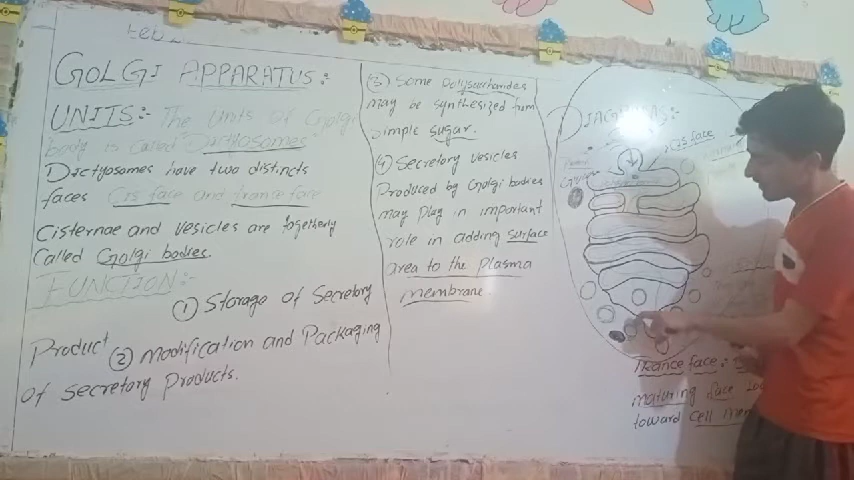 GOLGI APPARATUS:
UNITS:- The units of Golgi
body is called "Dictyosomes"
Dictyosomes have two distincts
faces Cis face and trance face
Cisternae and vesicles are togetherly
Called Golgi bodies.
FUNCTION:-
① Storage of Secretory
Product ② modification and Packaging
of secretory Products.
③ Some Polysaccharides
may be synthesized from
simple sugar.
④ Secretory vesicles
Produced by Golgi bodies
may play in important
role in adding surface
area to the plasma
membrane.
Cis face
Trance face:
maturing face
toward cell